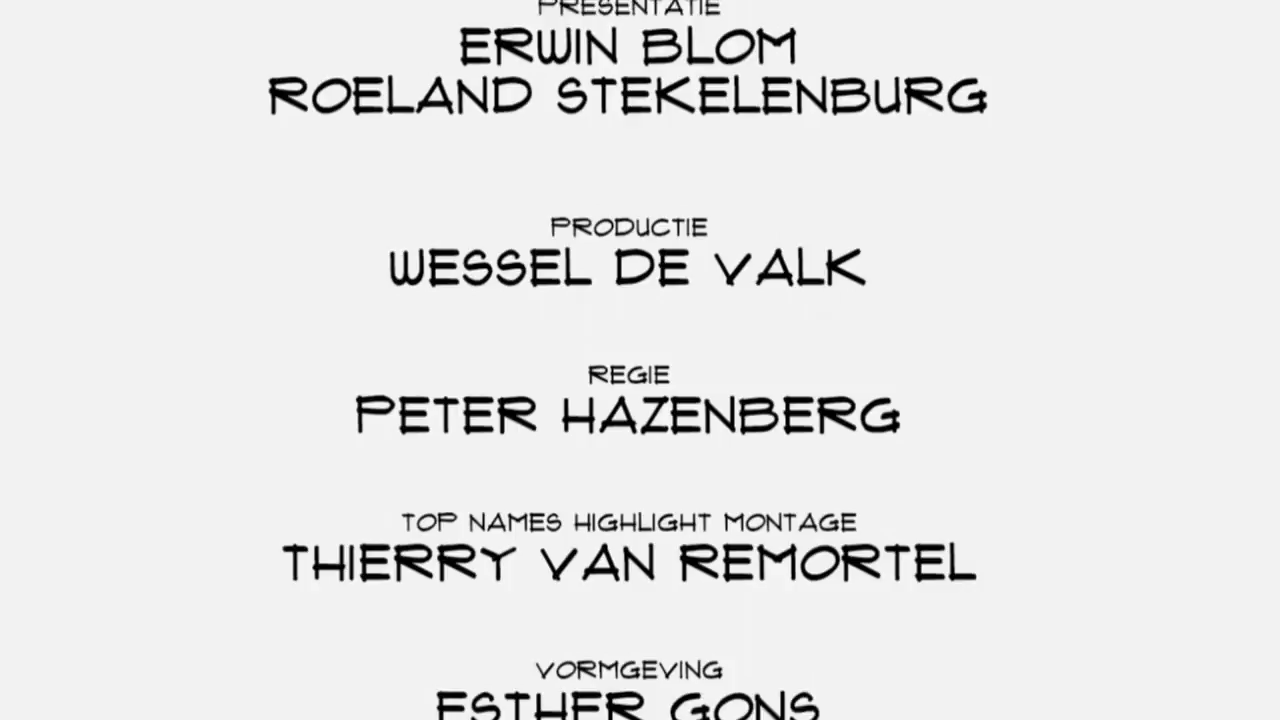 PRESENTATIE
ERWIN BLOM
ROELAND STEKELENBURG
PRODUCTIE
WESSEL DE VALK
REGIE
PETER HAZENBERG
TOP NAMES HIGHLIGHT MONTAGE
THIERRY VAN REMORTEL
VORMGEVING
ESTHER GONS